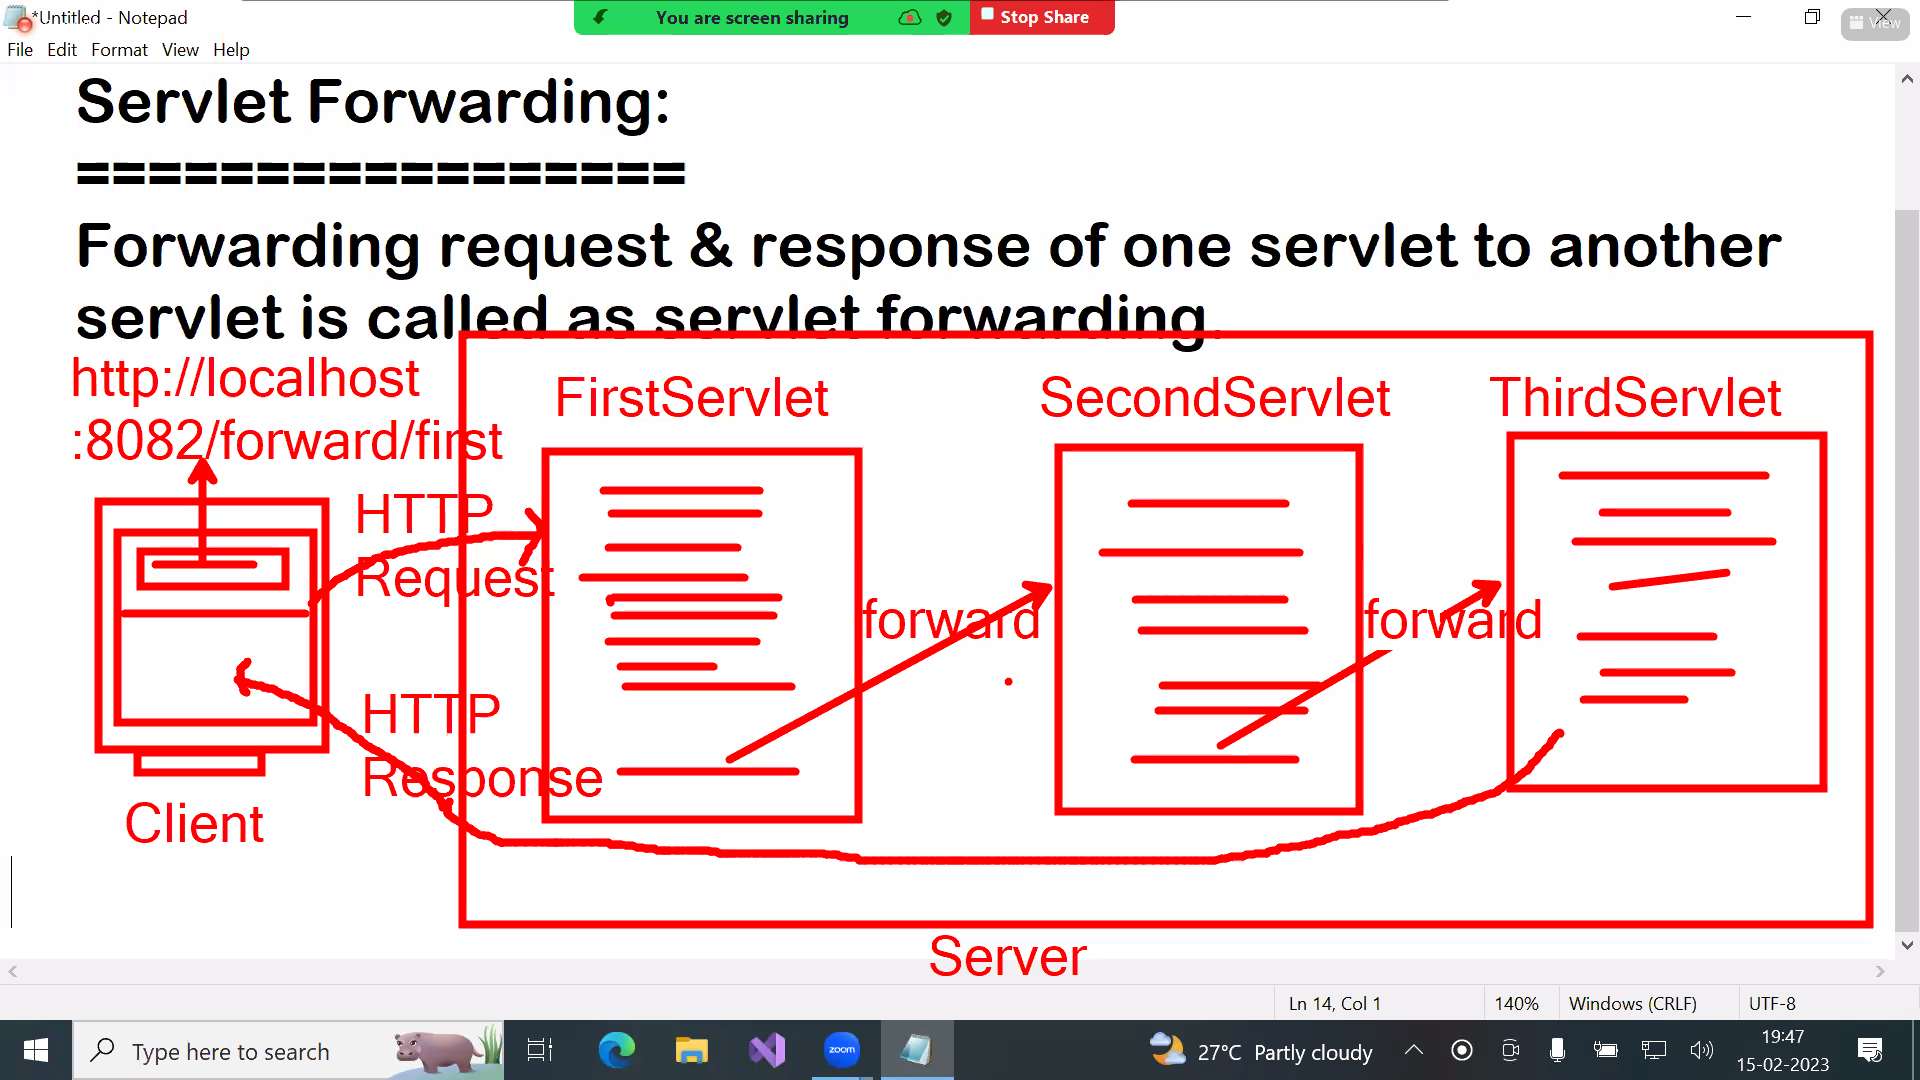 *Untitled - Notepad
You are screen sharing
Stop Share
View
File Edit Format View Help
Servlet Forwarding:
=================
Forwarding request & response of one servlet to another
servlet is called as servlet forwarding.
http://localhost
:8082/forward/first
FirstServlet
SecondServlet
ThirdServlet
HTTP
Request
forward
forward
HTTP
Response
Client
Server
Ln 14, Col 1
140%
Windows (CRLF)
UTF-8
Type here to search
zoom
27°C Partly cloudy
19:47
15-02-2023